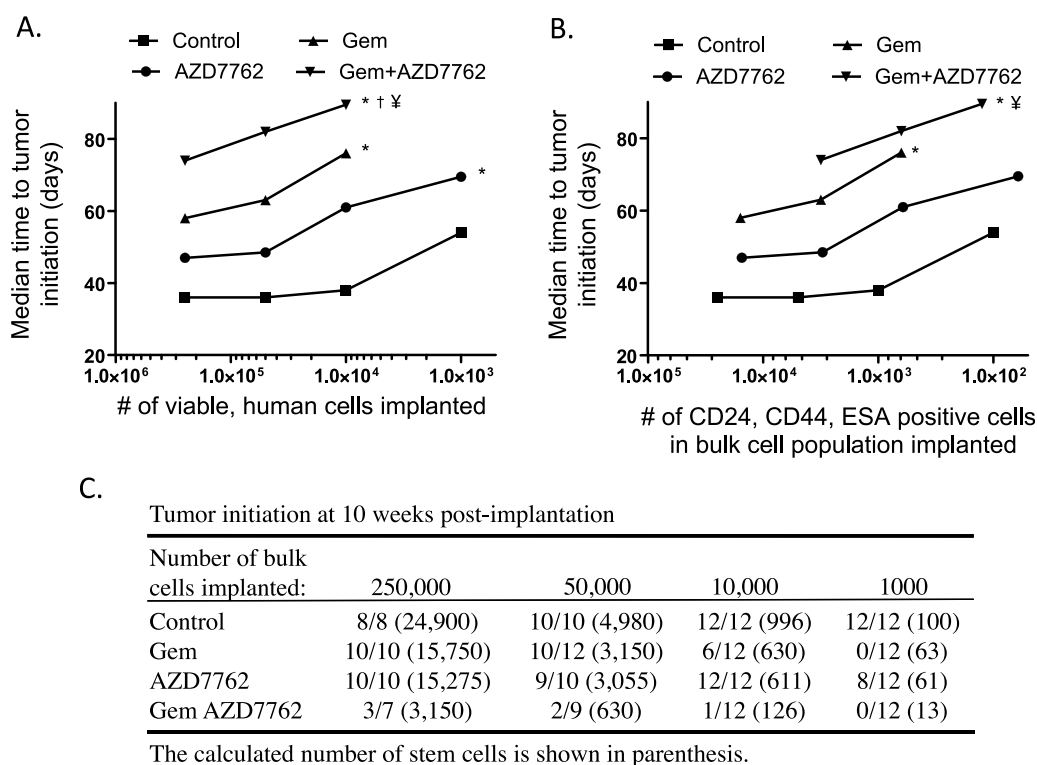 A.
Control
Gem
AZD7762
Gem+AZD7762
Median time to tumor
initiation (days)
80
60
40
20
* † ¥
*
*
1.0×10⁶
1.0×10⁵
1.0×10⁴
1.0×10³
# of viable, human cells implanted
B.
Control
Gem
AZD7762
Gem+AZD7762
Median time to tumor
initiation (days)
80
60
40
20
* ¥
*
1.0×10⁵
1.0×10⁴
1.0×10³
1.0×10²
# of CD24, CD44, ESA positive cells
in bulk cell population implanted
C.
Tumor initiation at 10 weeks post-implantation
Number of bulk
cells implanted: 250,000 50,000 10,000 1000
Control 8/8 (24,900) 10/10 (4,980) 12/12 (996) 12/12 (100)
Gem 10/10 (15,750) 10/12 (3,150) 6/12 (630) 0/12 (63)
AZD7762 10/10 (15,275) 9/10 (3,055) 12/12 (611) 8/12 (61)
Gem AZD7762 3/7 (3,150) 2/9 (630) 1/12 (126) 0/12 (13)
The calculated number of stem cells is shown in parenthesis.